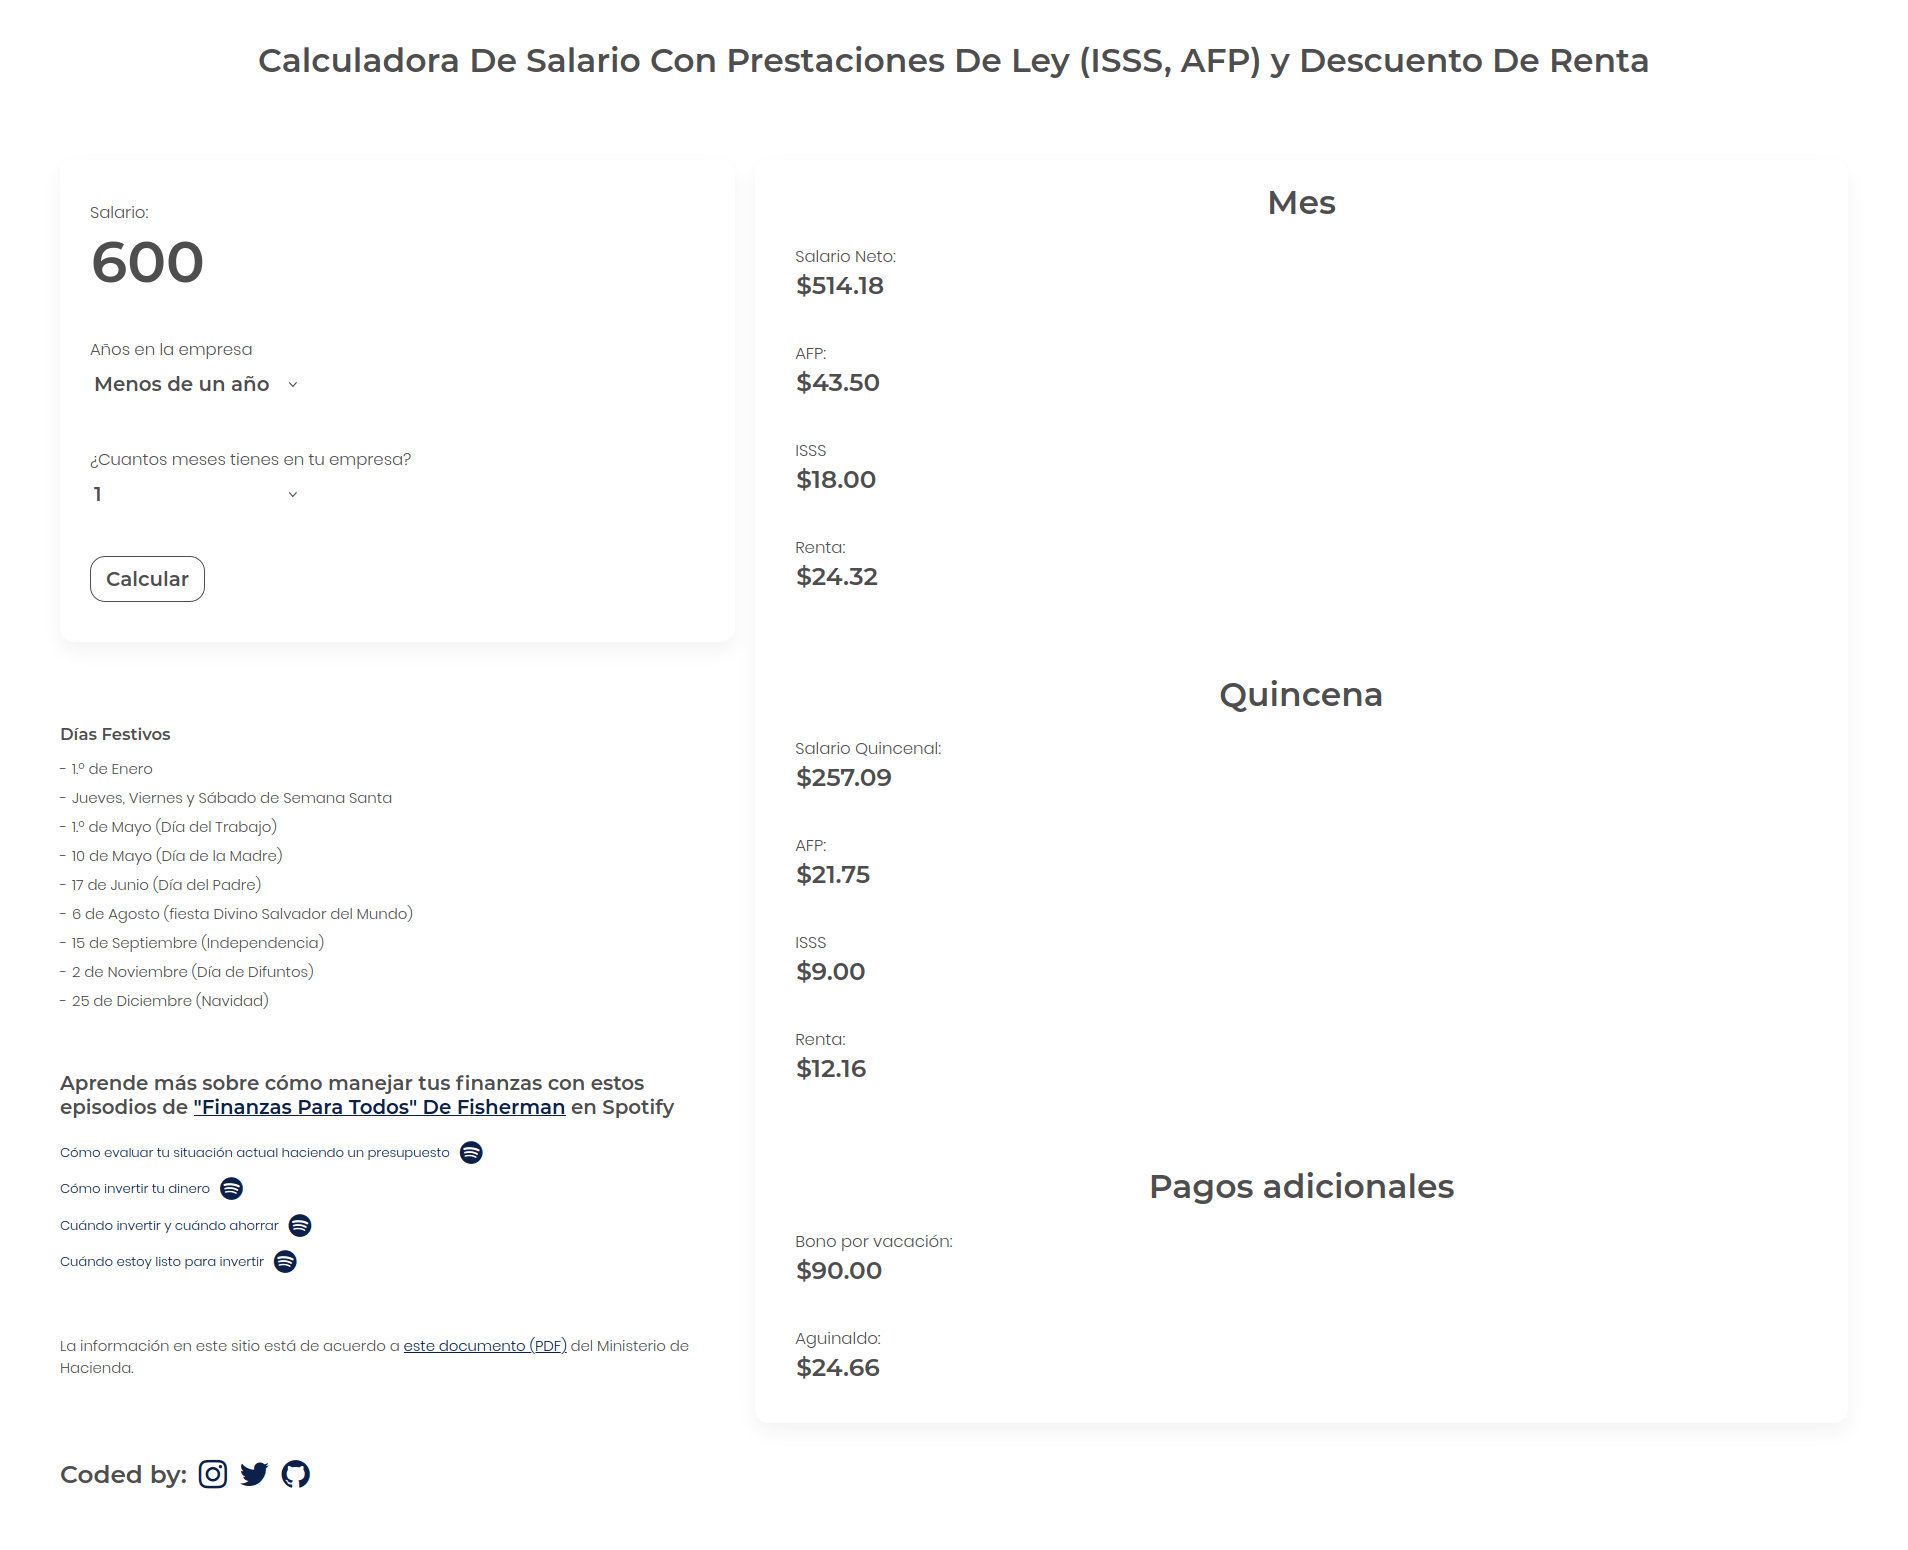 Calculadora De Salario Con Prestaciones De Ley (ISSS, AFP) y Descuento De Renta
Salario:
600
Años en la empresa
Menos de un año
¿Cuantos meses tienes en tu empresa?
1
Calcular
Días Festivos
- 1.º de Enero
- Jueves, Viernes y Sábado de Semana Santa
- 1.º de Mayo (Día del Trabajo)
- 10 de Mayo (Día de la Madre)
- 17 de Junio (Día del Padre)
- 6 de Agosto (fiesta Divino Salvador del Mundo)
- 15 de Septiembre (Independencia)
- 2 de Noviembre (Día de Difuntos)
- 25 de Diciembre (Navidad)
Aprende más sobre cómo manejar tus finanzas con estos
episodios de "Finanzas Para Todos" De Fisherman en Spotify
Cómo evaluar tu situación actual haciendo un presupuesto
Cómo invertir tu dinero
Cuándo invertir y cuándo ahorrar
Cuándo estoy listo para invertir
La información en este sitio está de acuerdo a este documento (PDF) del Ministerio de
Hacienda.
Coded by:
Mes
Salario Neto:
$514.18
AFP:
$43.50
ISSS
$18.00
Renta:
$24.32
Quincena
Salario Quincenal:
$257.09
AFP:
$21.75
ISSS
$9.00
Renta:
$12.16
Pagos adicionales
Bono por vacación:
$90.00
Aguinaldo:
$24.66